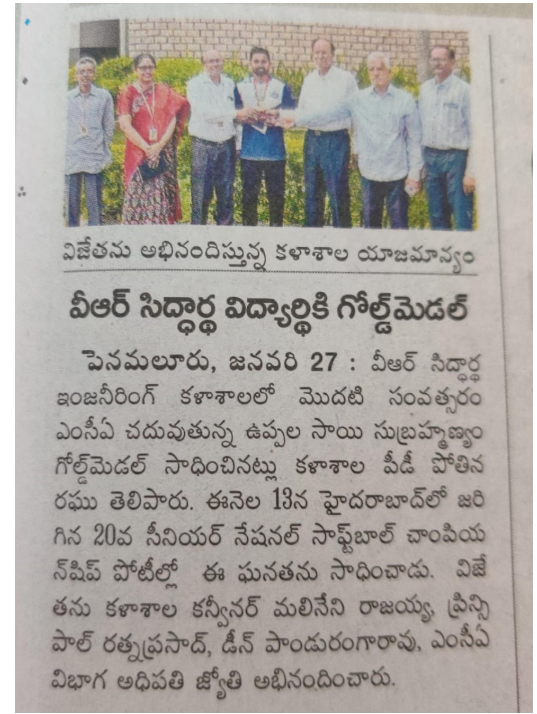 విజేతను అభినందిస్తున్న కళాశాల యాజమాన్యం
వీఆర్ సిద్ధార్థ విద్యార్థికి గోల్డ్‌మెడల్
పెనమలూరు, జనవరి 27 : వీఆర్ సిద్ధార్థ
ఇంజనీరింగ్ కళాశాలలో మొదటి సంవత్సరం
ఎంసీఏ చదువుతున్న ఉప్పల సాయి సుబ్రహ్మణ్యం
గోల్డ్‌మెడల్ సాధించినట్లు కళాశాల పీడీ పోతిన
రఘు తెలిపారు. ఈనెల 13న హైదరాబాద్‌లో జరి
గిన 20వ సీనియర్ నేషనల్ సాఫ్ట్‌బాల్ చాంపియ
న్‌షిప్ పోటీల్లో ఈ ఘనతను సాధించాడు. విజే
తను కళాశాల కన్వీనర్ మలినేని రాజయ్య, ప్రిన్సి
పాల్ రత్నప్రసాద్, డీన్ పాండురంగారావు, ఎంసీఏ
విభాగ అధిపతి జ్యోతి అభినందించారు.